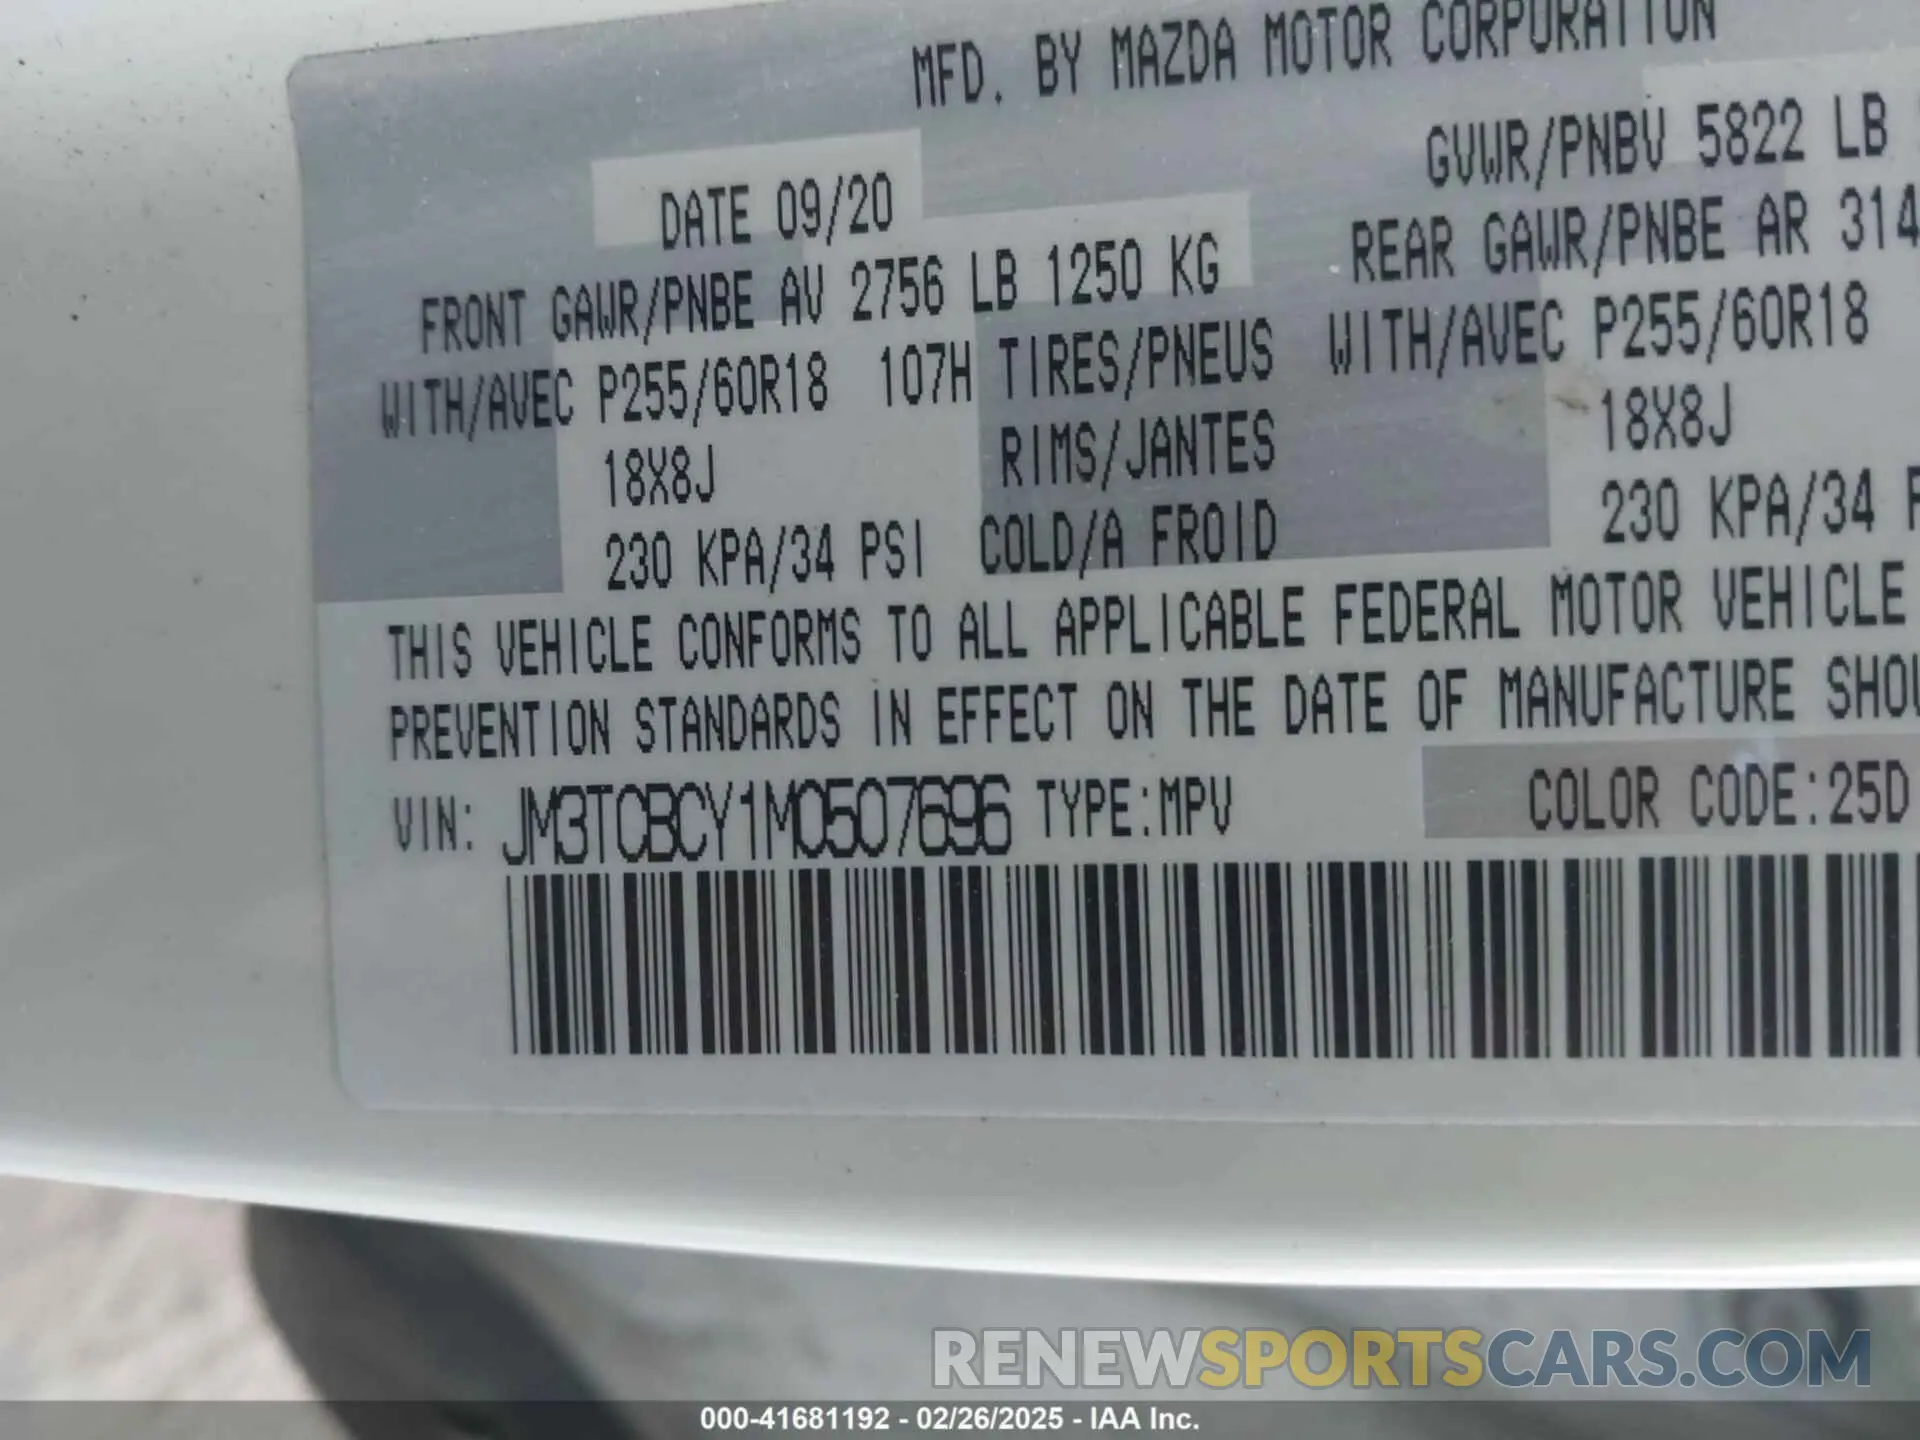 MFD. BY MAZDA MOTOR CORPORATION
DATE 09/20
GVWR/PNBV 5822 LB
FRONT GAWR/PNBE AV 2756 LB 1250 KG
REAR GAWR/PNBE AR 314
WITH/AVEC P255/60R18 107H TIRES/PNEUS WITH/AVEC P255/60R18
18X8J RIMS/JANTES 18X8J
230 KPA/34 PSI COLD/A FROID 230 KPA/34 P
THIS VEHICLE CONFORMS TO ALL APPLICABLE FEDERAL MOTOR VEHICLE
PREVENTION STANDARDS IN EFFECT ON THE DATE OF MANUFACTURE SHOW
VIN: JM3TCBCY1M0507696 TYPE:MPV COLOR CODE:25D
RENEWSPORTSCARS.COM
000-41681192 - 02/26/2025 - IAA Inc.